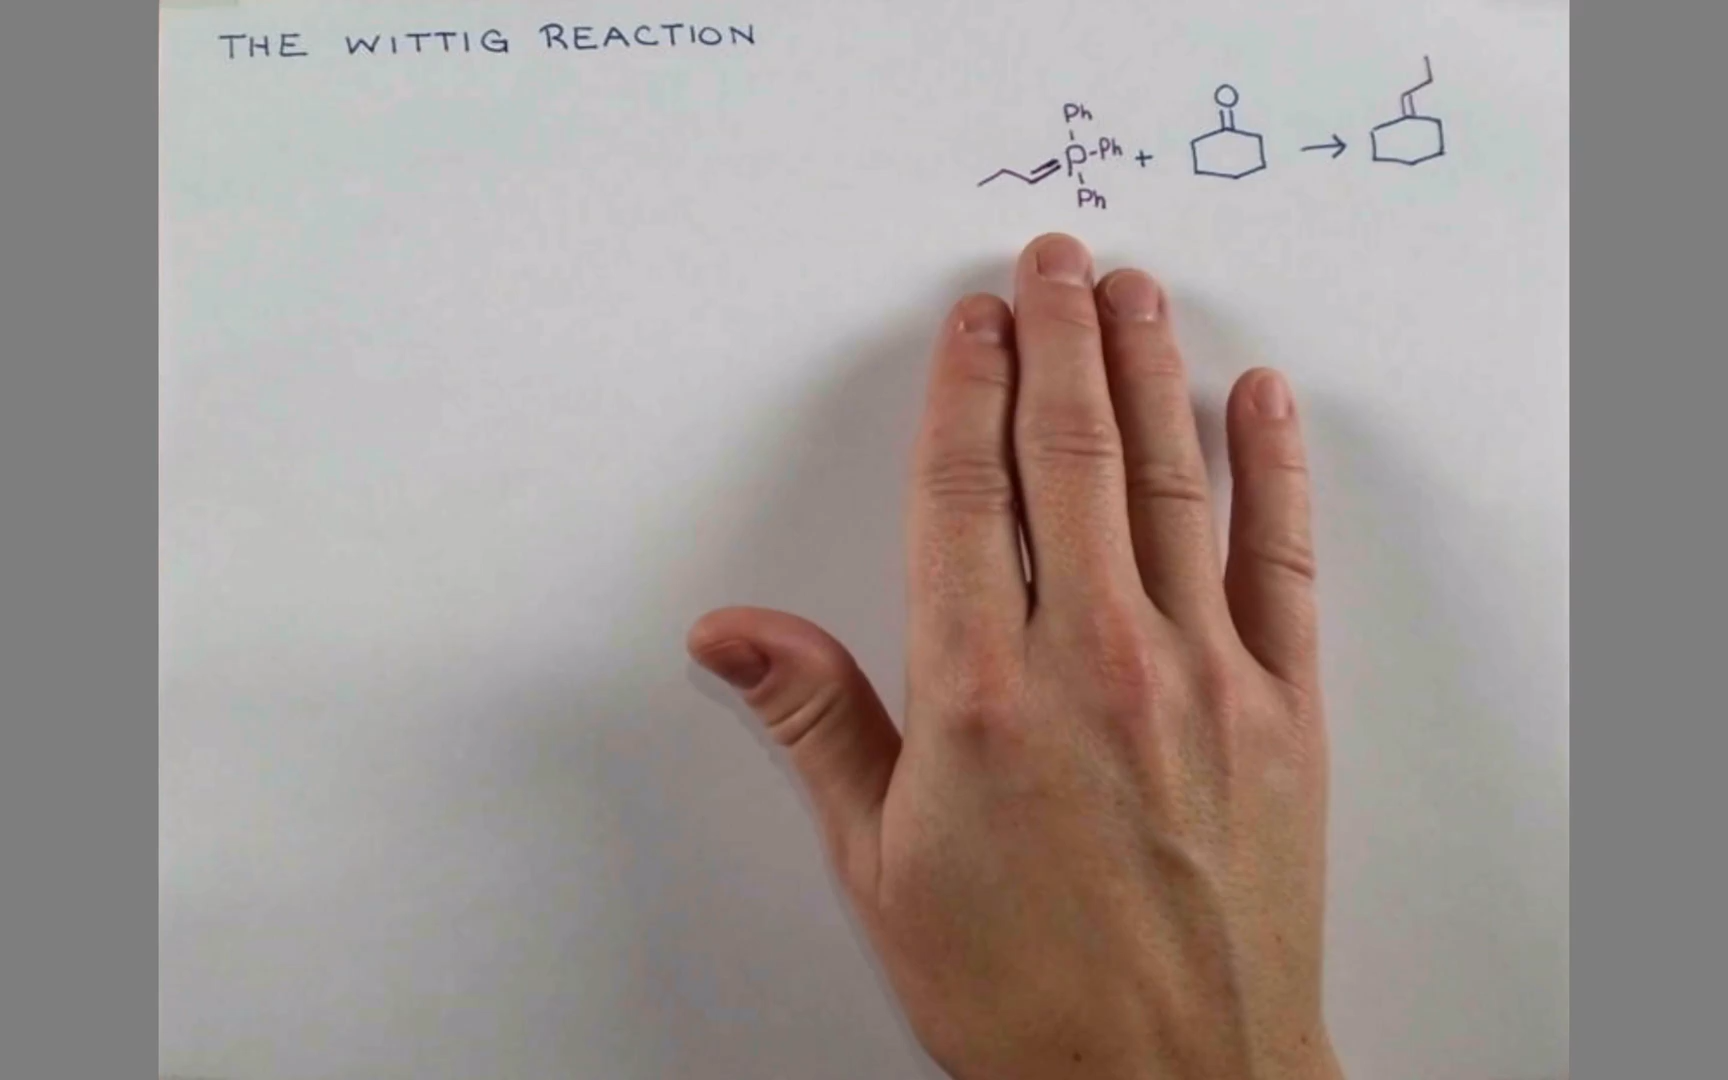 THE WITTIG REACTION
Ph
O
P-Ph + →
Ph